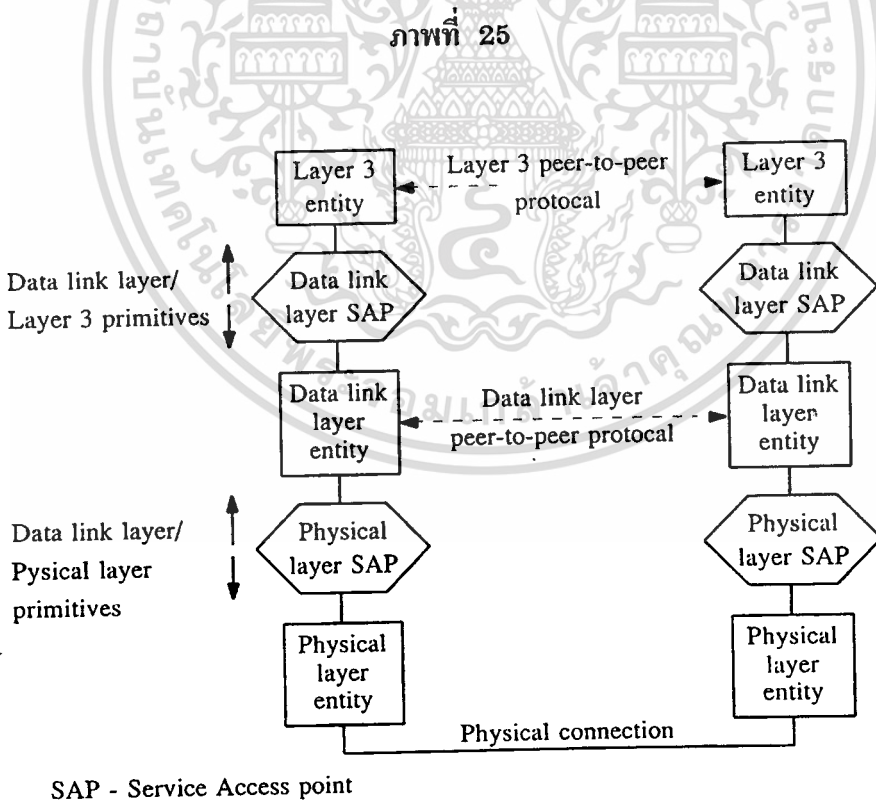 ภาพที่ 25
Layer 3
entity
Layer 3 peer-to-peer
protocal
Layer 3
entity
Data link layer/
Layer 3 primitives
Data link
layer SAP
Data link
layer SAP
Data link
layer
entity
Data link layer
peer-to-peer protocal
Data link
layer
entity
Data link layer/
Pysical layer
primitives
Physical
layer SAP
Physical
layer SAP
Physical
layer
entity
Physical
layer
entity
Physical connection
SAP - Service Access point